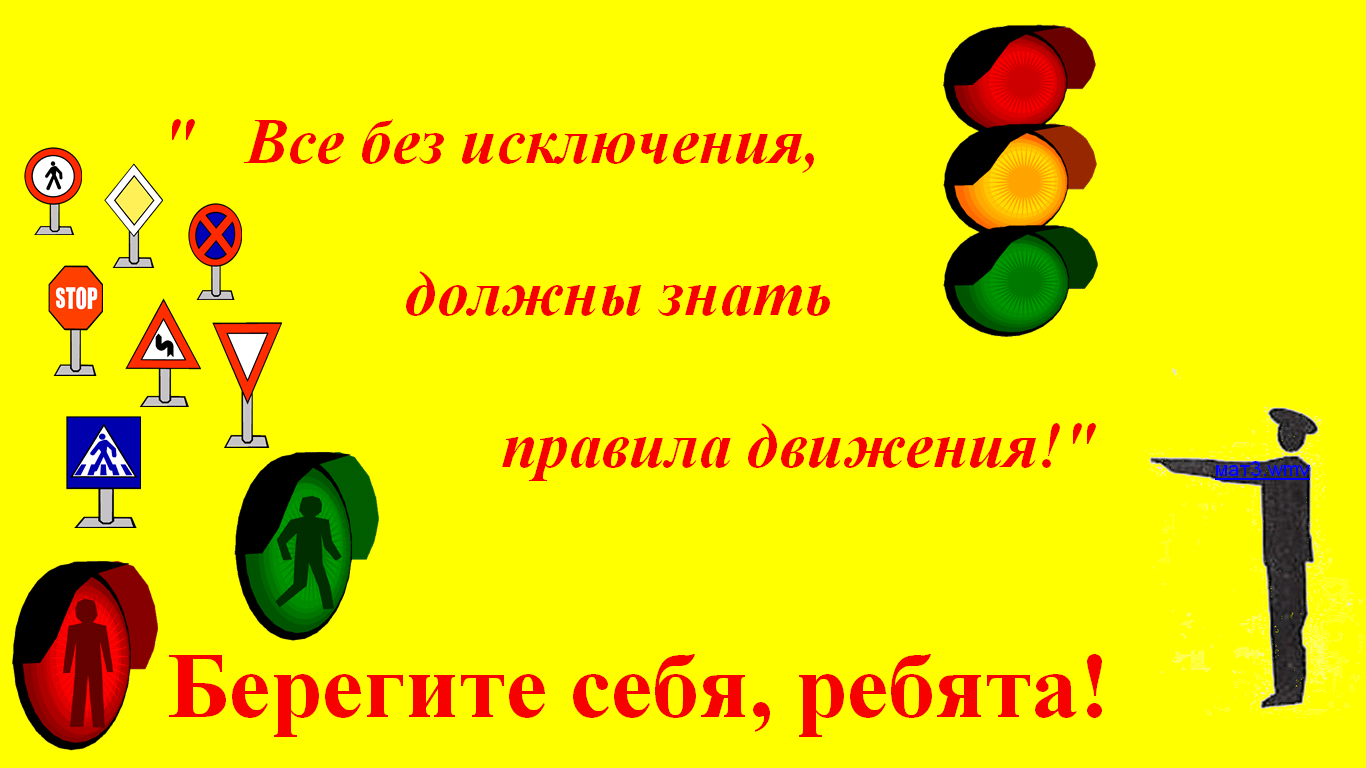 " Все без исключения,
должны знать
правила движения!"
STOP
мат3.wmv
Берегите себя, ребята!